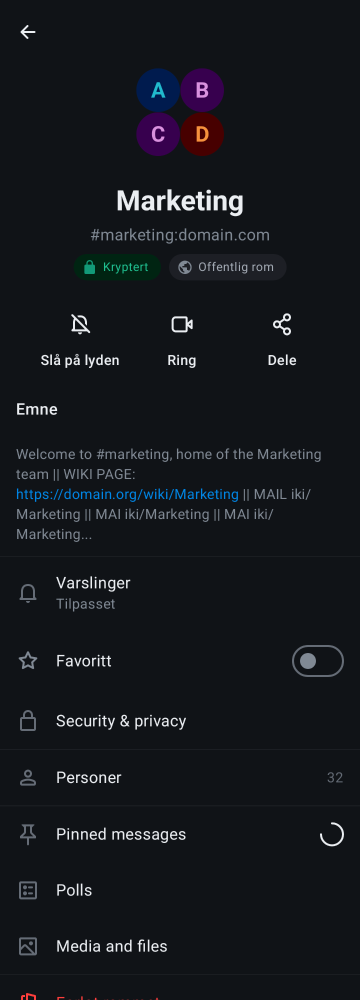 A B
C D
Marketing
#marketing:domain.com
Kryptert Offentlig rom
Slå på lyden Ring Dele
Emne
Welcome to #marketing, home of the Marketing
team || WIKI PAGE:
https://domain.org/wiki/Marketing || MAIL iki/
Marketing || MAI iki/Marketing || MAI iki/
Marketing...
Varslinger
Tilpasset
Favoritt
Security & privacy
Personer 32
Pinned messages
Polls
Media and files